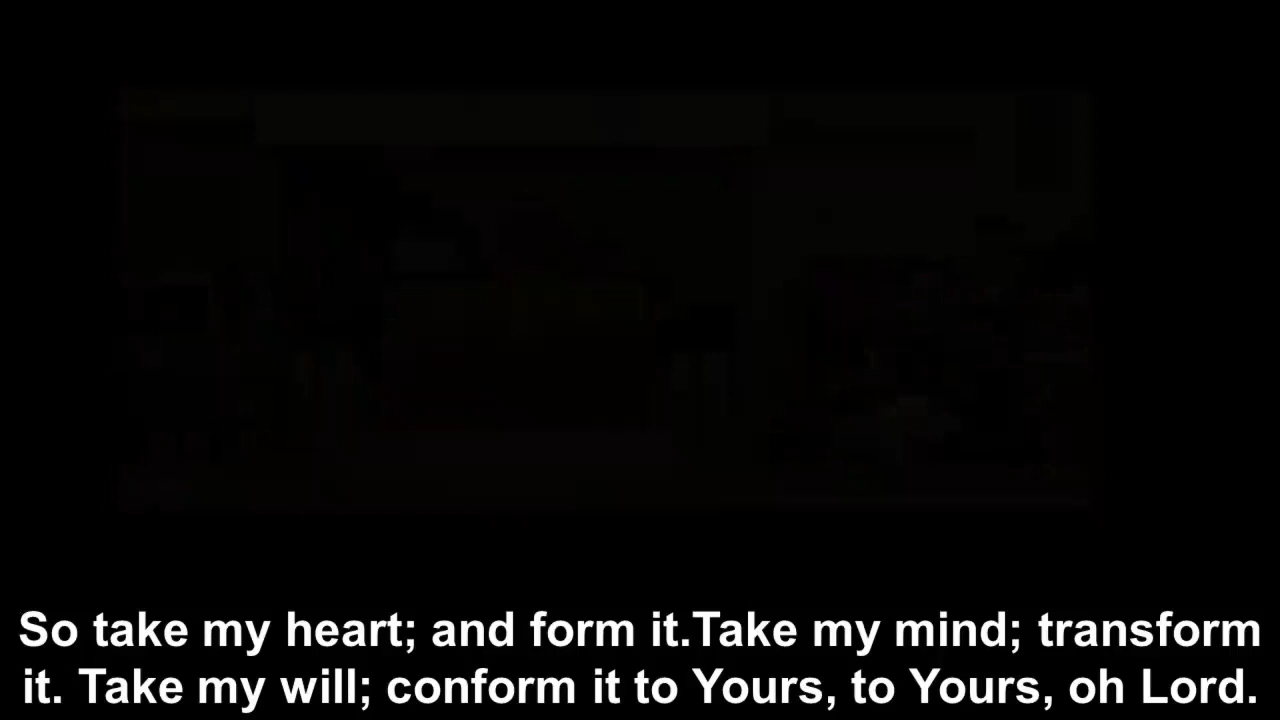 So take my heart; and form it.Take my mind; transform
it. Take my will; conform it to Yours, to Yours, oh Lord.